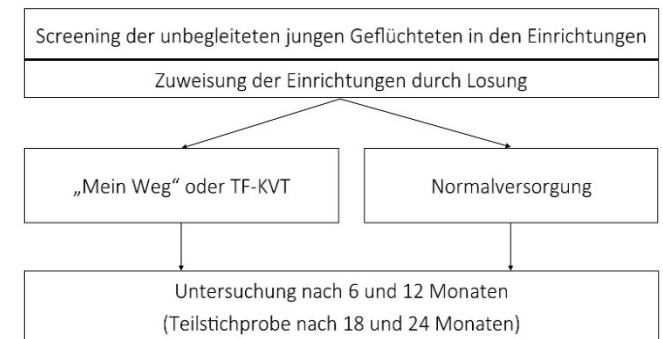 Screening der unbegleiteten jungen Geflüchteten in den Einrichtungen
Zuweisung der Einrichtungen durch Losung
„Mein Weg“ oder TF-KVT
Normalversorgung
Untersuchung nach 6 und 12 Monaten
(Teilstichprobe nach 18 und 24 Monaten)